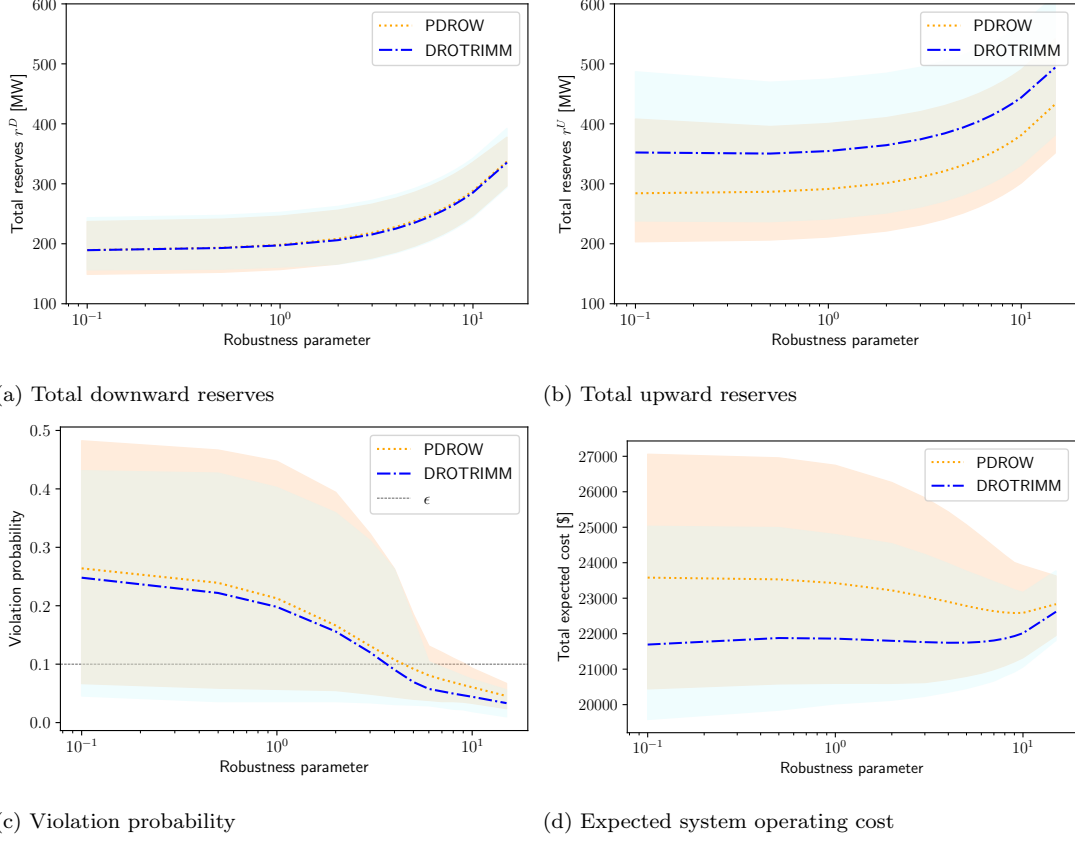 600
500
400
300
200
100
Total reserves r^D [MW]
PDROW
DROTRIMM
10^-1
10^0
10^1
Robustness parameter
(a) Total downward reserves
600
500
400
300
200
100
Total reserves r^U [MW]
PDROW
DROTRIMM
10^-1
10^0
10^1
Robustness parameter
(b) Total upward reserves
0.5
0.4
0.3
0.2
0.1
0.0
Violation probability
PDROW
DROTRIMM
ϵ
10^-1
10^0
10^1
Robustness parameter
(c) Violation probability
27000
26000
25000
24000
23000
22000
21000
20000
Total expected cost [$]
PDROW
DROTRIMM
10^-1
10^0
10^1
Robustness parameter
(d) Expected system operating cost